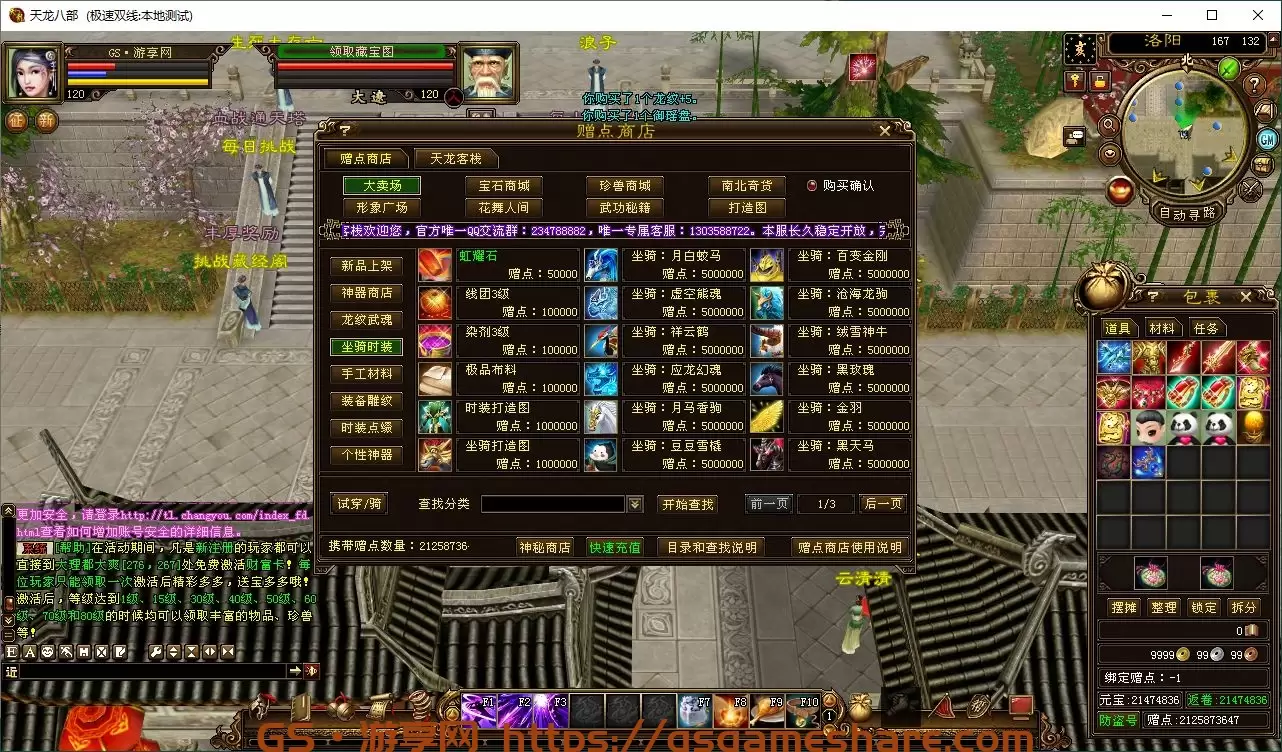 天龙八部 (极速双线:本地测试)
GS·游享网
120
领取藏宝图
大遼
120
浪子
洛阳 167 132
北
亥
GM
自动寻路
征 新
每日挑战
丰厚奖励
挑战藏经阁
你购买了1个龙纹+5。
你购买了1个御瑶盘。
? 赠点商店
赠点商店 天龙客栈
大卖场 宝石商城 珍兽商城 南北奇货 购买确认
形象广场 花舞人间 武功秘籍 打造图
客栈欢迎您，官方唯一QQ交流群：234788882，唯一专属客服：1303588722。本服长久稳定开放，
新品上架
神器商店
龙纹武魂
坐骑时装
手工材料
装备雕纹
时装点缀
个性神器
虹耀石 坐骑：月白蛟马 坐骑：百变金刚
赠点：50000 赠点：5000000 赠点：5000000
线团3级 坐骑：虚空熊魂 坐骑：沧海龙驹
赠点：100000 赠点：5000000 赠点：5000000
染剂3级 坐骑：祥云鹤 坐骑：绒雪神牛
赠点：100000 赠点：5000000 赠点：5000000
极品布料 坐骑：应龙幻魂 坐骑：黑玫瑰
赠点：100000 赠点：5000000 赠点：5000000
时装打造图 坐骑：月马香驹 坐骑：金羽
赠点：1000000 赠点：5000000 赠点：5000000
坐骑打造图 坐骑：豆豆雪橇 坐骑：黑天马
赠点：1000000 赠点：5000000 赠点：5000000
试穿/骑 查找分类 开始查找 前一页 1/3 后一页
携带赠点数量：21258736 神秘商店 快速充值 目录和查找说明 赠点商店使用说明
? 包裹
道具 材料 任务
摆摊 整理 锁定 拆分
0
9999 99 99
绑定赠点：-1
元宝:21474836 返卷:21474836
防盗号 赠点:2125873647
更加安全，请登录http://tl.changyou.com/index_fd.
html查看如何增加账号安全的详细信息。
系统 [帮助]在活动期间，凡是新注册的玩家都可以
直接到大理都大爽[276，267]处免费激活财富卡！每
位玩家只能领取一次激活后精彩多多，送宝多多哦！
激活后，等级达到1级、15级、30级、40级、50级、60
级、70级和80级的时候均可以领取丰富的物品、珍兽
等！
近
云清清
F1 F2 F3 F7 F8 F9 F10
1
GS——游享网 https://gsdameshare.com